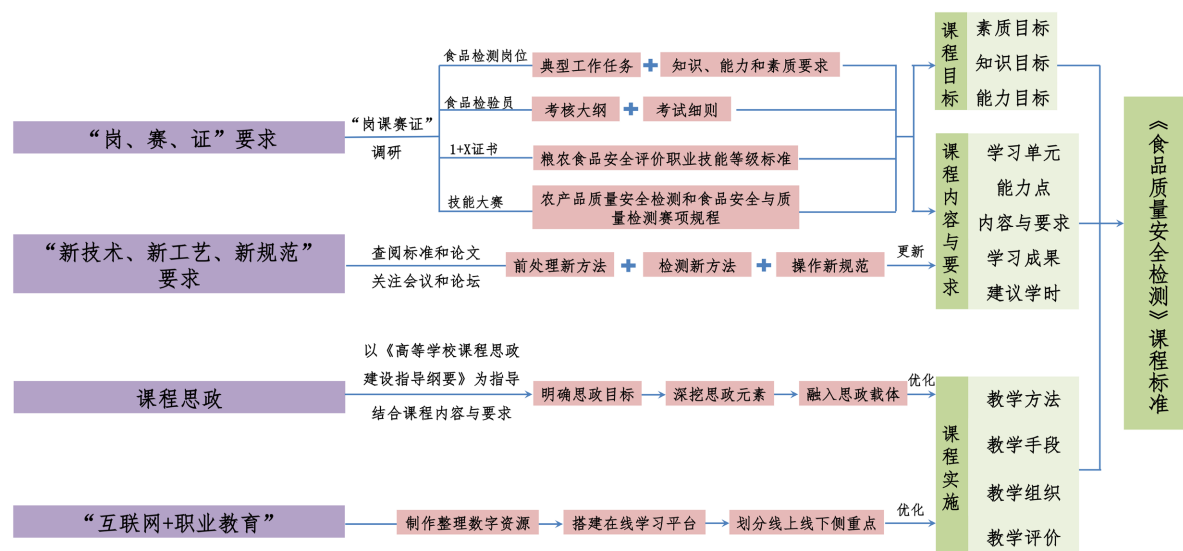 “岗、赛、证”要求
“岗课赛证”
调研
食品检测岗位
典型工作任务
知识、能力和素质要求
食品检验员
考核大纲
考试细则
1+X证书
粮农食品安全评价职业技能等级标准
技能大赛
农产品质量安全检测和食品安全与质
量检测赛项规程
“新技术、新工艺、新规范”
要求
查阅标准和论文
关注会议和论坛
前处理新方法
检测新方法
操作新规范
更新
课程思政
以《高等学校课程思政
建设指导纲要》为指导
结合课程内容与要求
明确思政目标
深挖思政元素
融入思政载体
优化
“互联网+职业教育”
制作整理数字资源
搭建在线学习平台
划分线上线下侧重点
优化
课程目标
素质目标
知识目标
能力目标
课程内容与要求
学习单元
能力点
内容与要求
学习成果
建议学时
课程实施
教学方法
教学手段
教学组织
教学评价
《食品质量安全检测》课程标准